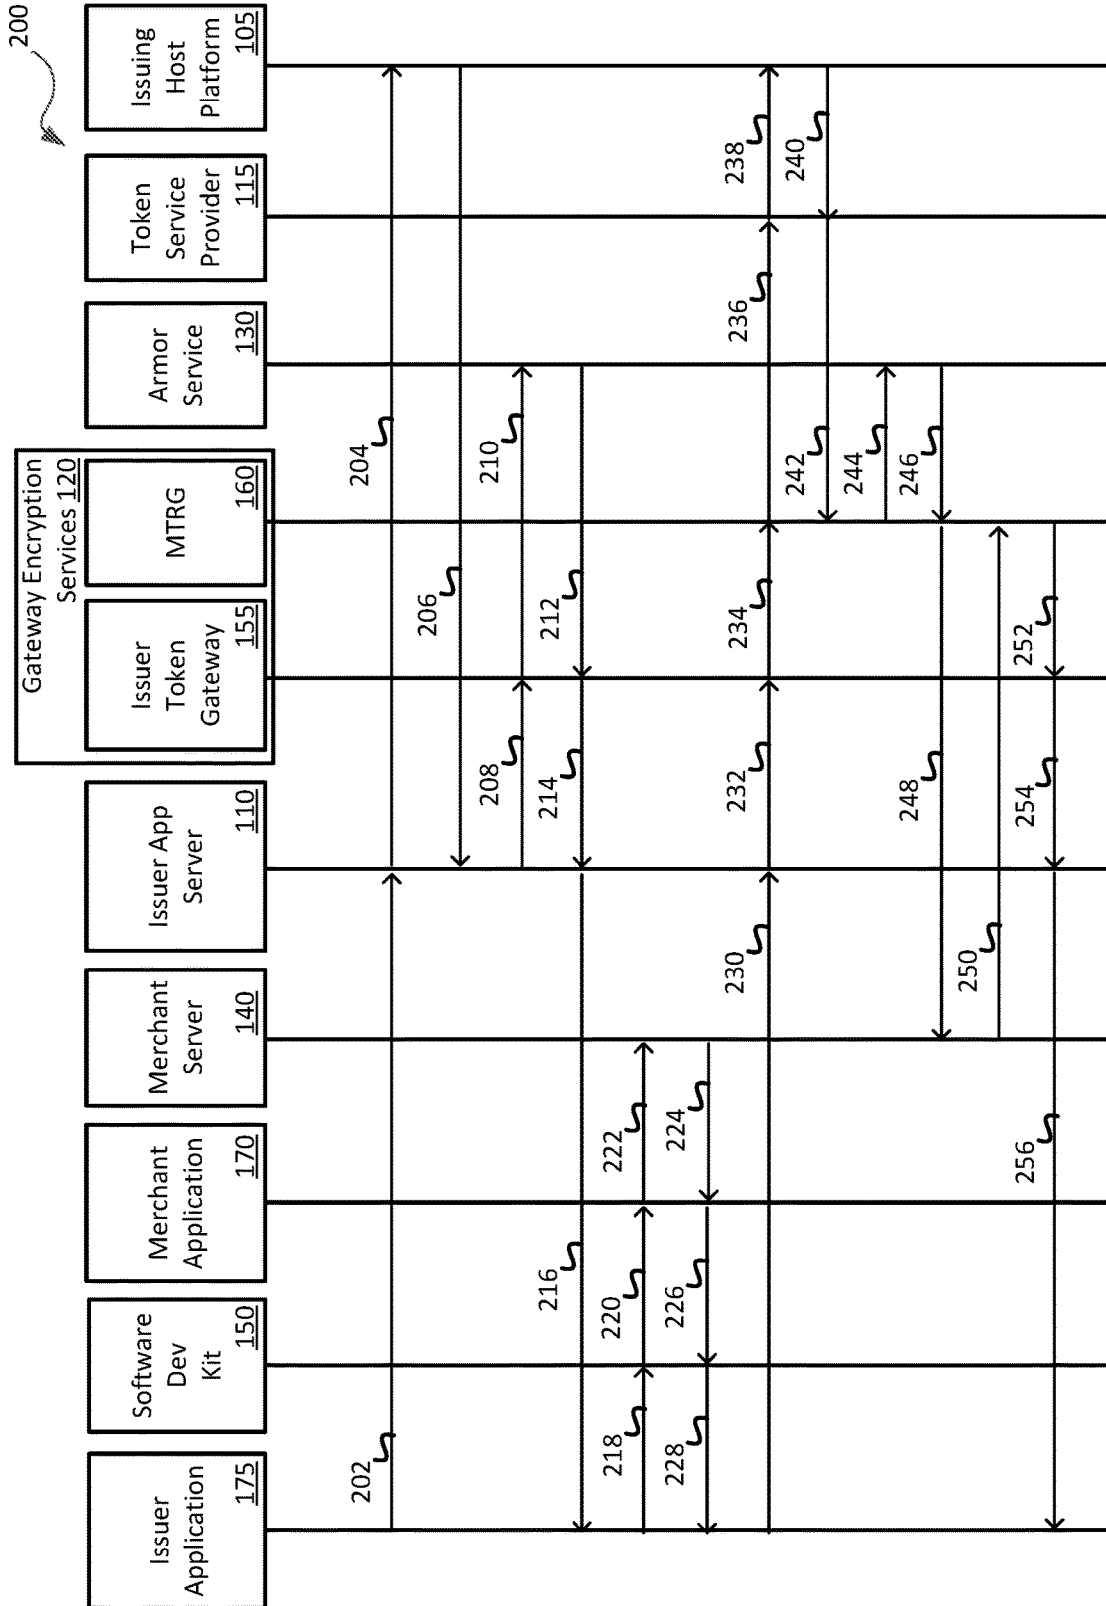 200
Issuer
Application
175
Software
Dev
Kit
150
Merchant
Application
170
Merchant
Server
140
Issuer App
Server
110
Gateway Encryption
Services 120
Issuer
Token
Gateway
155
MTRG
160
Armor
Service
130
Token
Service
Provider
115
Issuing
Host
Platform
105
202
204
206
208
210
212
214
216
218
220
222
224
226
228
230
232
234
236
238
240
242
244
246
248
250
252
254
256